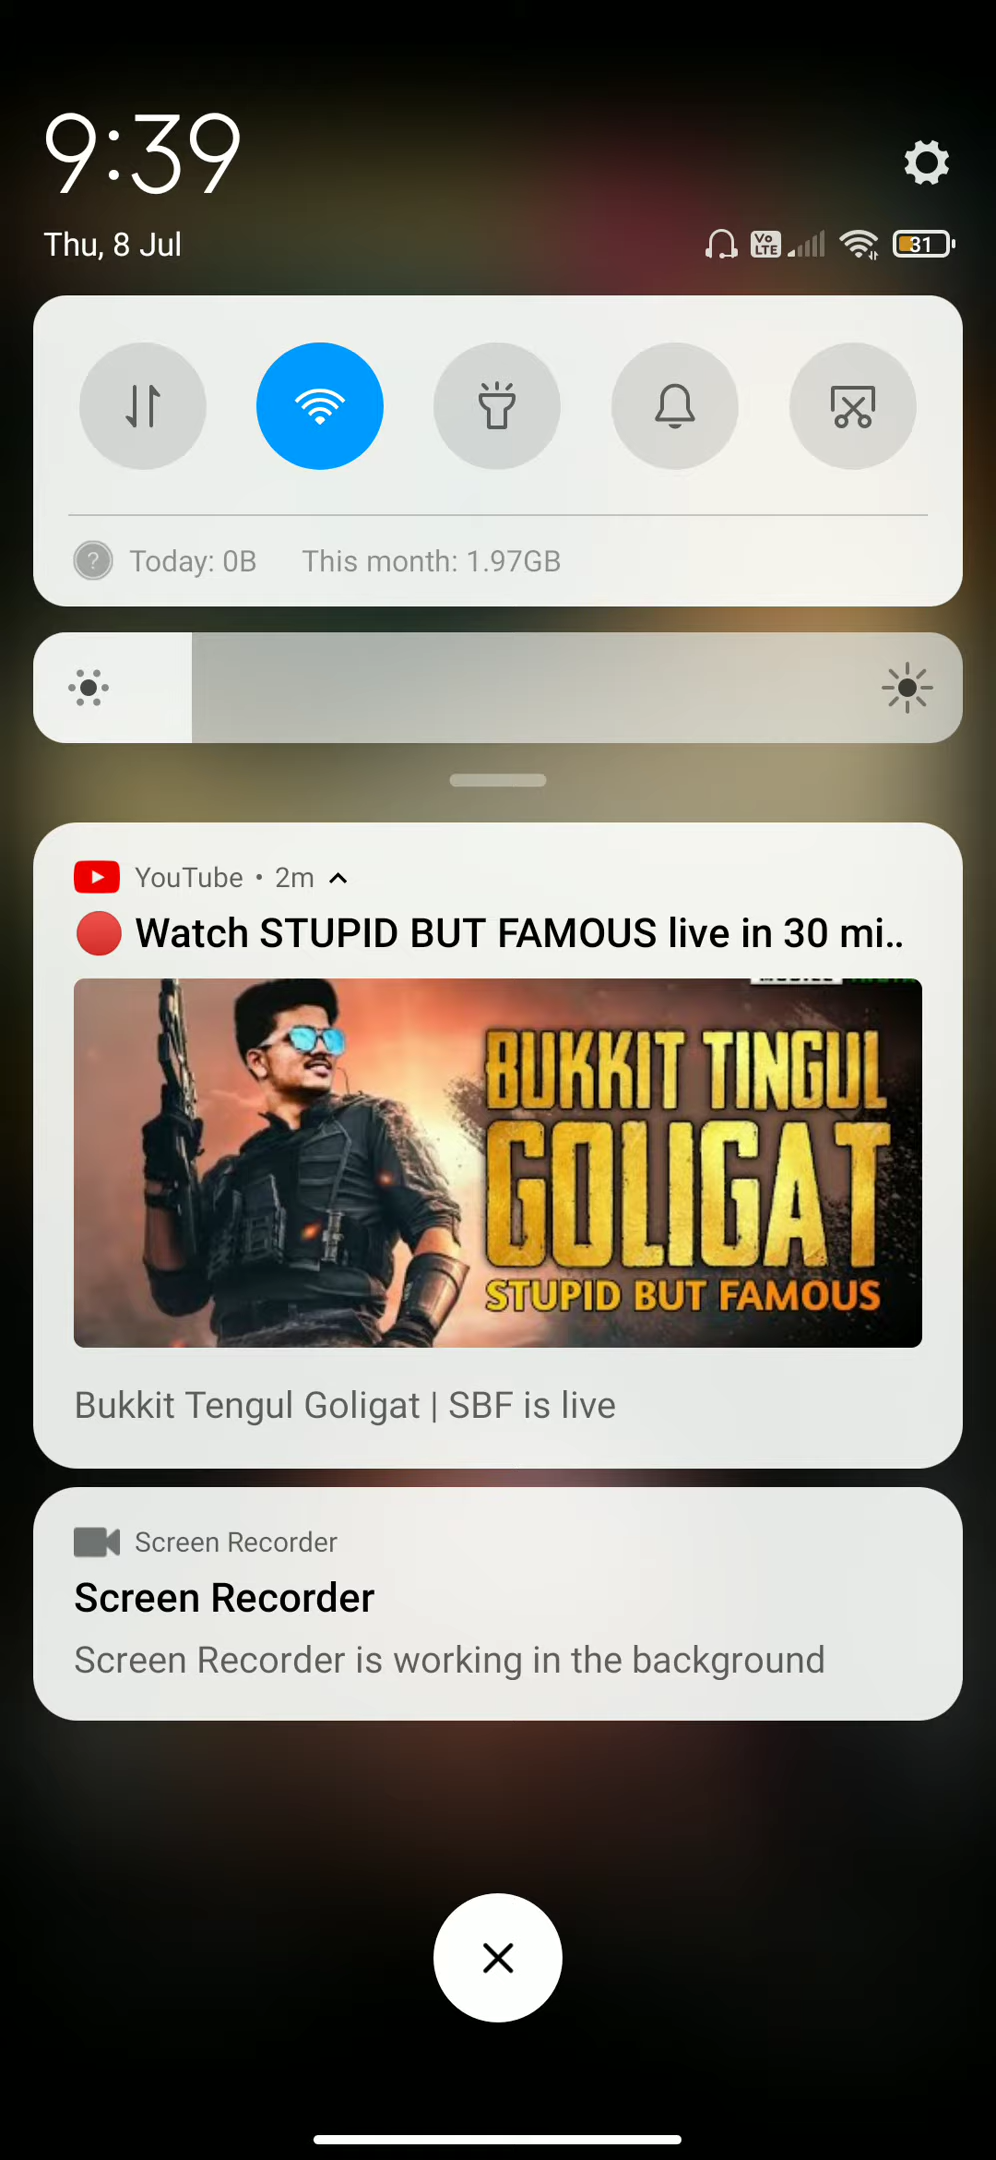 9:39
Thu, 8 Jul
Vo LTE
31
Today: 0B This month: 1.97GB
YouTube • 2m
Watch STUPID BUT FAMOUS live in 30 mi..
BUKKIT TINGUL
GOLIGAT
STUPID BUT FAMOUS
Bukkit Tengul Goligat | SBF is live
Screen Recorder
Screen Recorder
Screen Recorder is working in the background